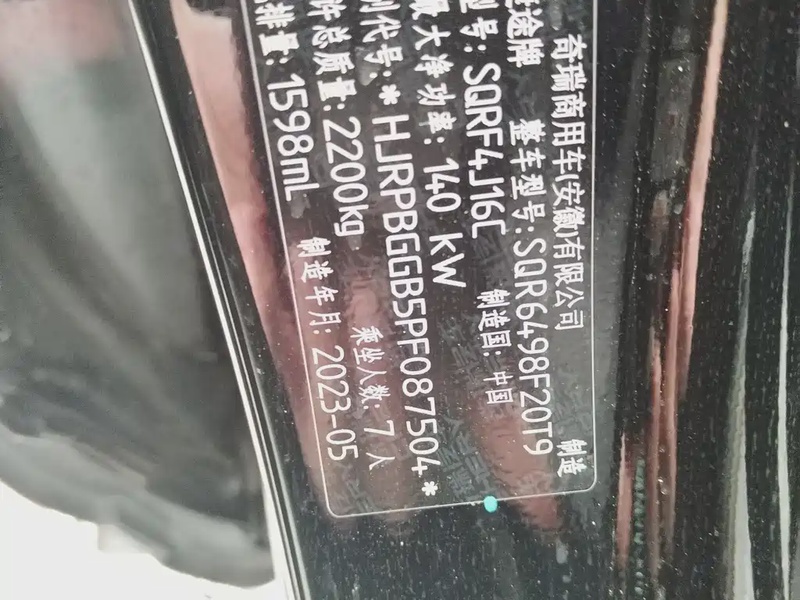 奇瑞商用车(安徽)有限公司 制造
途牌 整车型号:SQR6498F20T9
型号:SQRF4J16C 制造国:中国
最大净功率:140 kW
代号:*HJRPBGGB5PF087504*
许总质量:2200kg 乘坐人数:7人
排量:1598mL 制造年月:2023-05